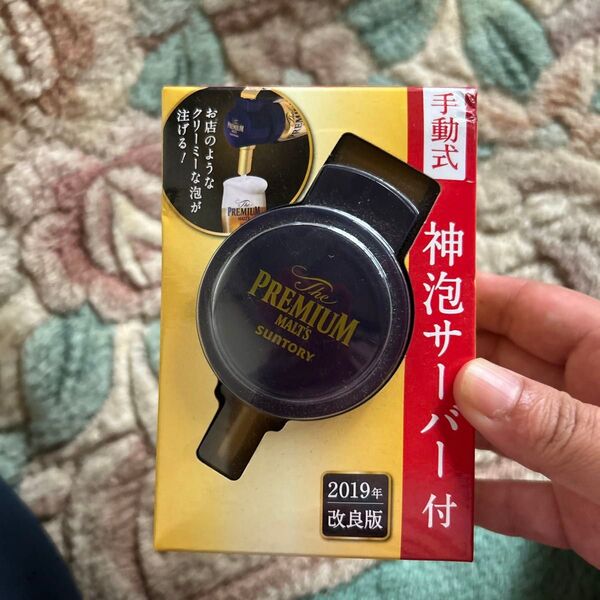 手動式
神泡サーバー付
お店のような
クリーミーな泡が
注げる!
The
PREMIUM
MALT'S
The
PREMIUM
MALT'S
SUNTORY
2019年
改良版